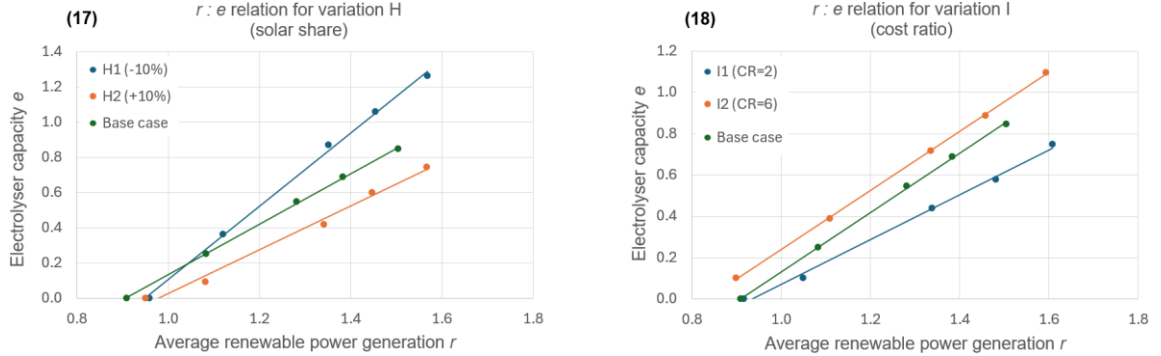 (17)
r : e relation for variation H
(solar share)
Electrolyser capacity e
1.4
1.2
1.0
0.8
0.6
0.4
0.2
0.0
H1 (-10%)
H2 (+10%)
Base case
0.8 1.0 1.2 1.4 1.6 1.8
Average renewable power generation r
(18)
r : e relation for variation I
(cost ratio)
Electrolyser capacity e
1.2
1.0
0.8
0.6
0.4
0.2
0.0
I1 (CR=2)
I2 (CR=6)
Base case
0.8 1.0 1.2 1.4 1.6 1.8
Average renewable power generation r